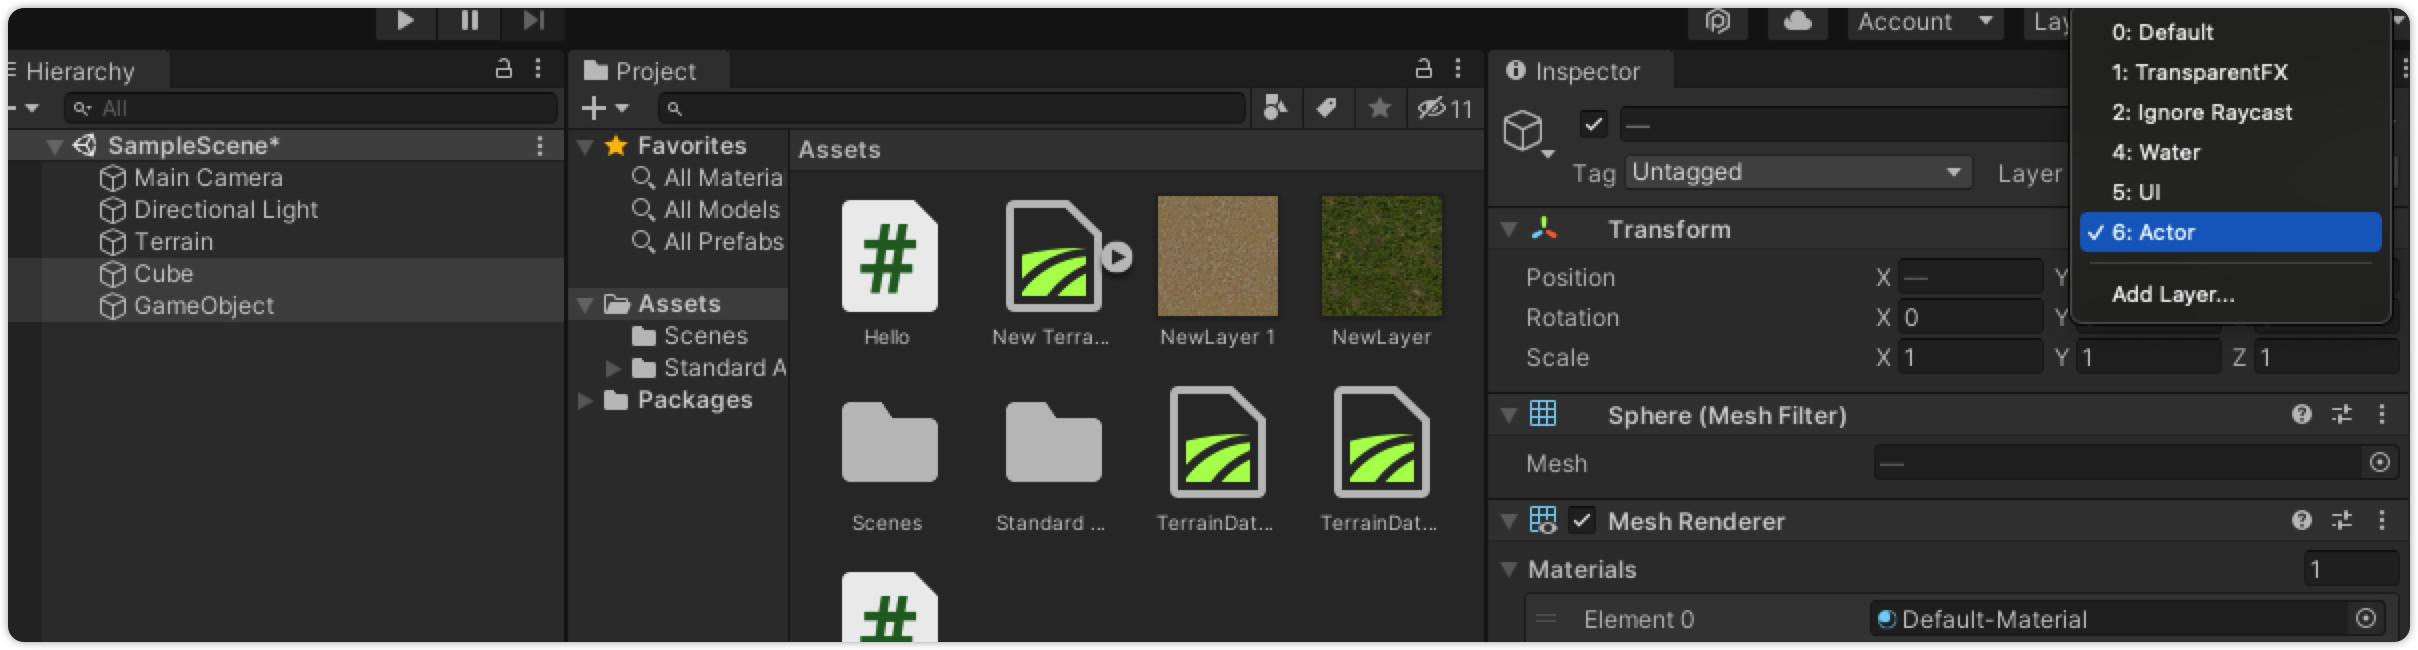 Account
Lay
Hierarchy
All
SampleScene*
Main Camera
Directional Light
Terrain
Cube
GameObject
Project
11
Favorites
All Materia
All Models
All Prefabs
Assets
Scenes
Standard A
Packages
Assets
Hello
New Terra...
NewLayer 1
NewLayer
Scenes
Standard ...
TerrainDat...
TerrainDat...
Inspector
—
Tag Untagged Layer
0: Default
1: TransparentFX
2: Ignore Raycast
4: Water
5: UI
✓ 6: Actor
Add Layer...
Transform
Position X — Y
Rotation X 0 Y
Scale X 1 Y 1 Z 1
Sphere (Mesh Filter)
Mesh —
Mesh Renderer
Materials 1
Element 0 Default-Material